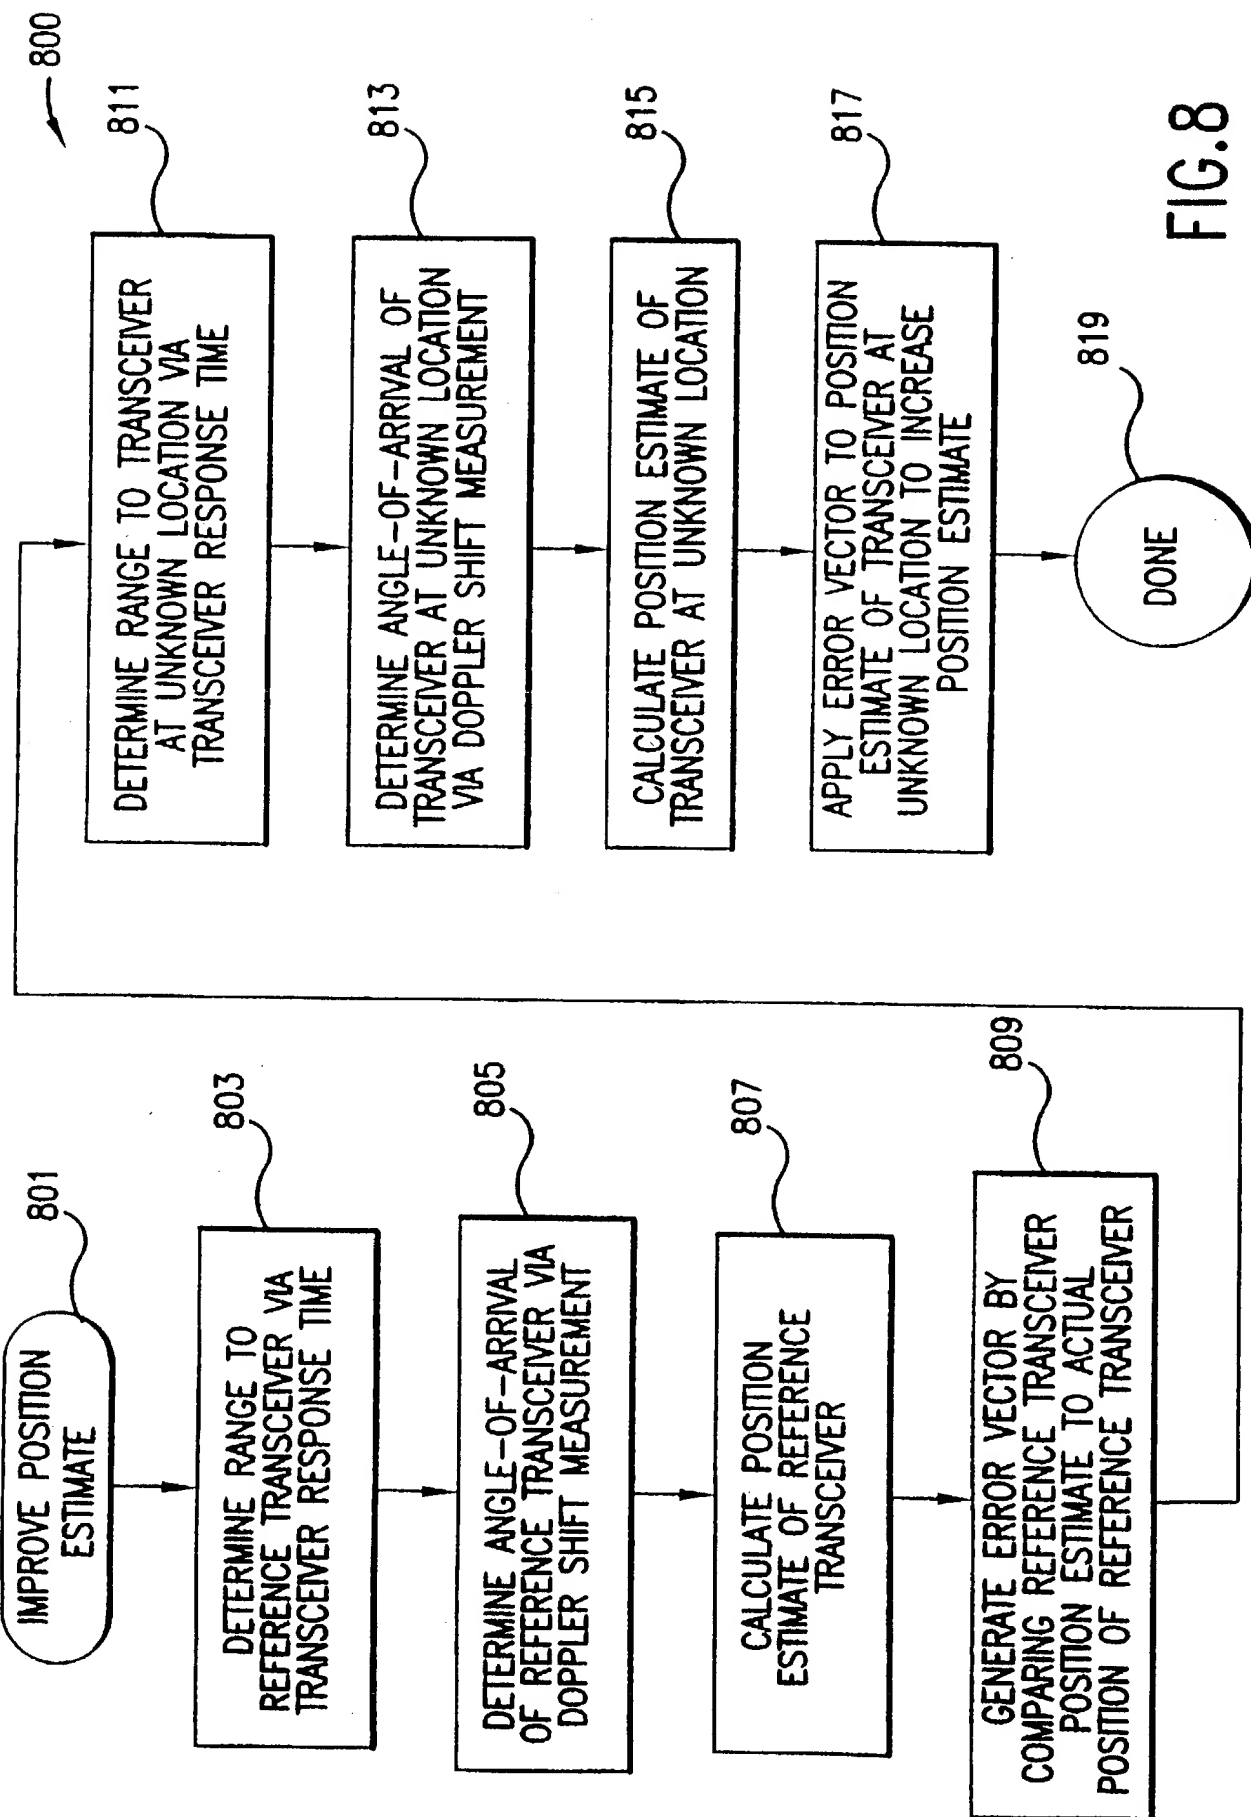 800
801
IMPROVE POSITION
ESTIMATE
803
DETERMINE RANGE TO
REFERENCE TRANSCEIVER VIA
TRANSCEIVER RESPONSE TIME
805
DETERMINE ANGLE-OF-ARRIVAL
OF REFERENCE TRANSCEIVER VIA
DOPPLER SHIFT MEASUREMENT
807
CALCULATE POSITION
ESTIMATE OF REFERENCE
TRANSCEIVER
809
GENERATE ERROR VECTOR BY
COMPARING REFERENCE TRANSCEIVER
POSITION ESTIMATE TO ACTUAL
POSITION OF REFERENCE TRANSCEIVER
811
DETERMINE RANGE TO TRANSCEIVER
AT UNKNOWN LOCATION VIA
TRANSCEIVER RESPONSE TIME
813
DETERMINE ANGLE-OF-ARRIVAL OF
TRANSCEIVER AT UNKNOWN LOCATION
VIA DOPPLER SHIFT MEASUREMENT
815
CALCULATE POSITION ESTIMATE OF
TRANSCEIVER AT UNKNOWN LOCATION
817
APPLY ERROR VECTOR TO POSITION
ESTIMATE OF TRANSCEIVER AT
UNKNOWN LOCATION TO INCREASE
POSITION ESTIMATE
819
DONE
FIG.8